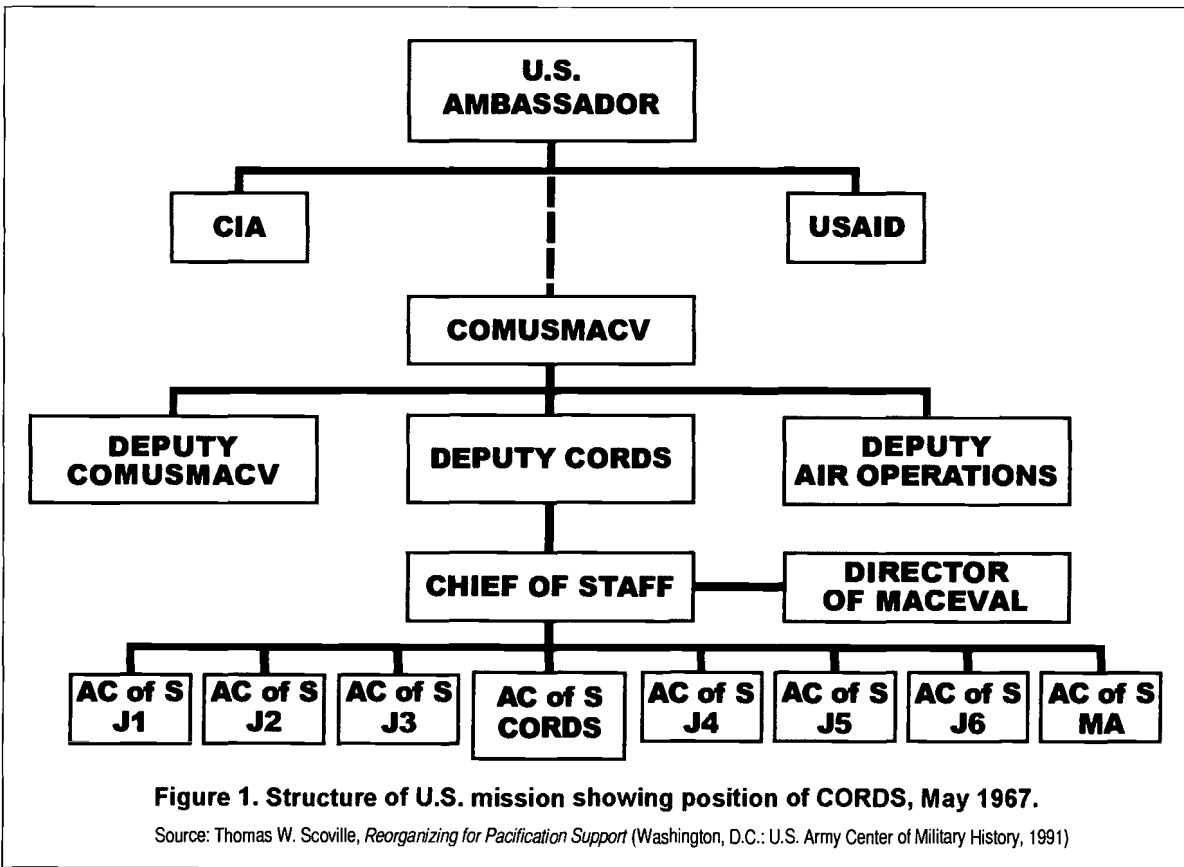 U.S.
AMBASSADOR
CIA
USAID
COMUSMACV
DEPUTY
COMUSMACV
DEPUTY CORDS
DEPUTY
AIR OPERATIONS
CHIEF OF STAFF
DIRECTOR
OF MACEVAL
AC of S
J1
AC of S
J2
AC of S
J3
AC of S
CORDS
AC of S
J4
AC of S
J5
AC of S
J6
AC of S
MA
Figure 1. Structure of U.S. mission showing position of CORDS, May 1967.
Source: Thomas W. Scoville, Reorganizing for Pacification Support (Washington, D.C.: U.S. Army Center of Military History, 1991)